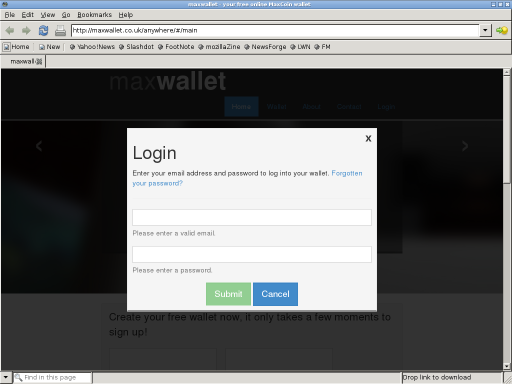 maxwallet - your free online MaxCoin wallet
File Edit View Go Bookmarks Help
http://maxwallet.co.uk/anywhere/#/main
Home New Yahoo!News Slashdot FootNote mozillaZine NewsForge LWN FM
maxwall
maxwallet
Home Wallet About Contact Login
X
Login
Enter your email address and password to log into your wallet. Forgotten
your password?
Please enter a valid email.
Please enter a password.
Submit Cancel
Create your free wallet now, it only takes a few moments to
sign up!
Find in this page Drop link to download